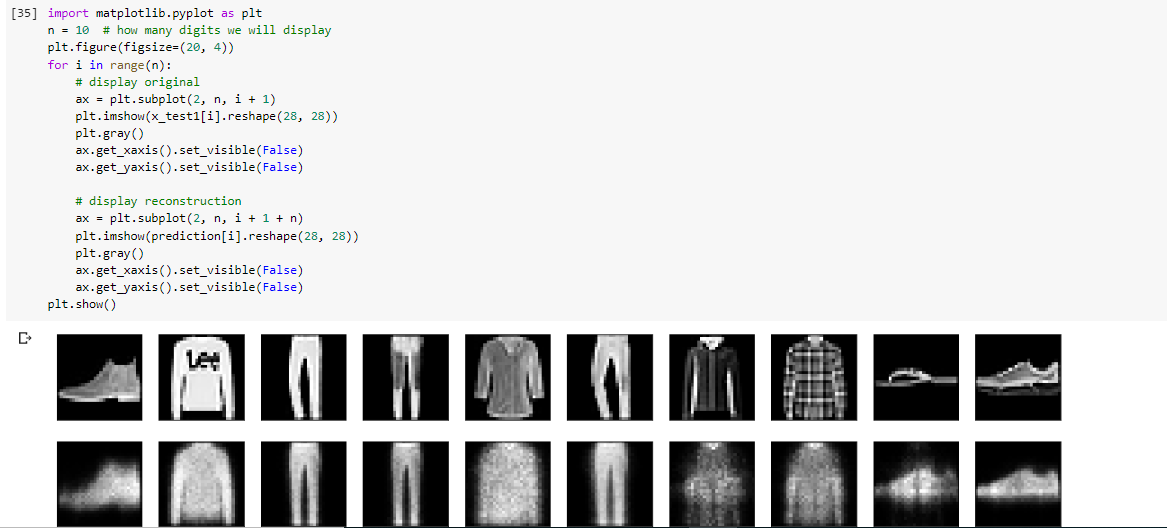 [35] import matplotlib.pyplot as plt
n = 10  # how many digits we will display
plt.figure(figsize=(20, 4))
for i in range(n):
    # display original
    ax = plt.subplot(2, n, i + 1)
    plt.imshow(x_test1[i].reshape(28, 28))
    plt.gray()
    ax.get_xaxis().set_visible(False)
    ax.get_yaxis().set_visible(False)

    # display reconstruction
    ax = plt.subplot(2, n, i + 1 + n)
    plt.imshow(prediction[i].reshape(28, 28))
    plt.gray()
    ax.get_xaxis().set_visible(False)
    ax.get_yaxis().set_visible(False)
plt.show()
Lee